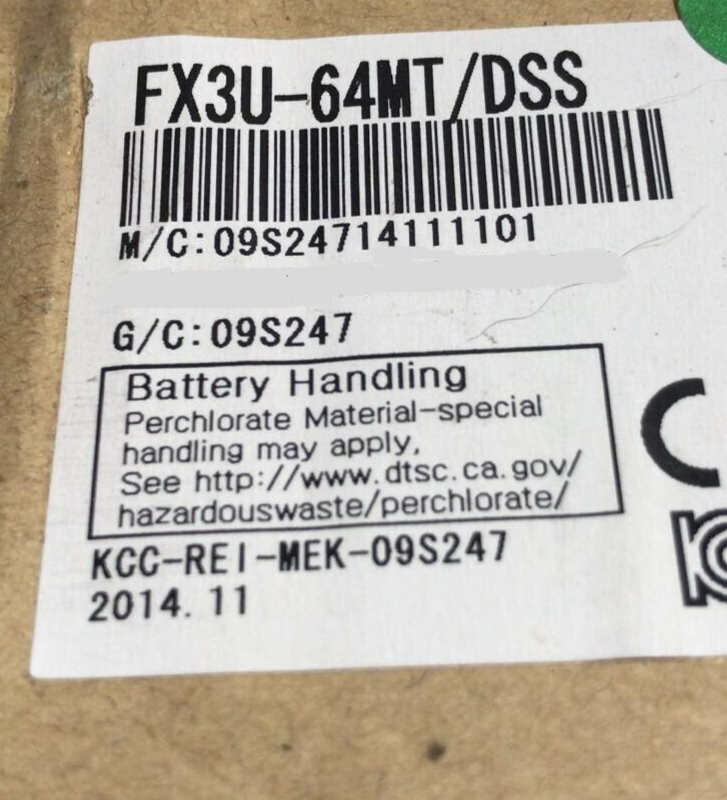 FX3U-64MT/DSS
M/C:09S24714111101
G/C:09S247
Battery Handling
Perchlorate Material-special
handling may apply,
See http://www.dtsc.ca.gov/
hazardouswaste/perchlorate/
KCC-REI-MEK-09S247
2014.11